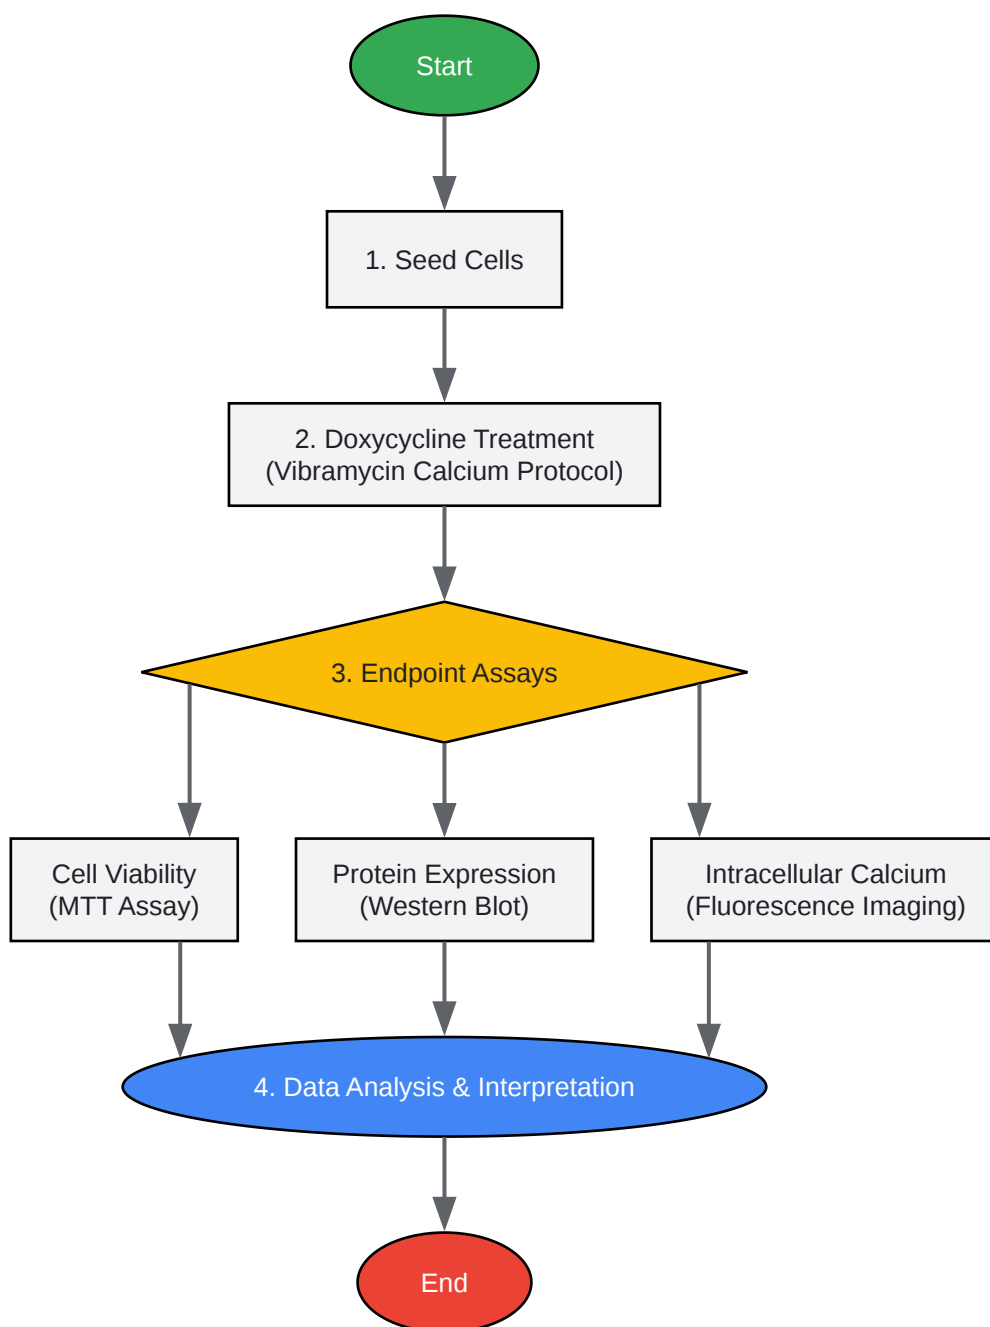 Start
1. Seed Cells
2. Doxycycline Treatment
(Vibramycin Calcium Protocol)
3. Endpoint Assays
Cell Viability
(MTT Assay)
Protein Expression
(Western Blot)
Intracellular Calcium
(Fluorescence Imaging)
4. Data Analysis & Interpretation
End